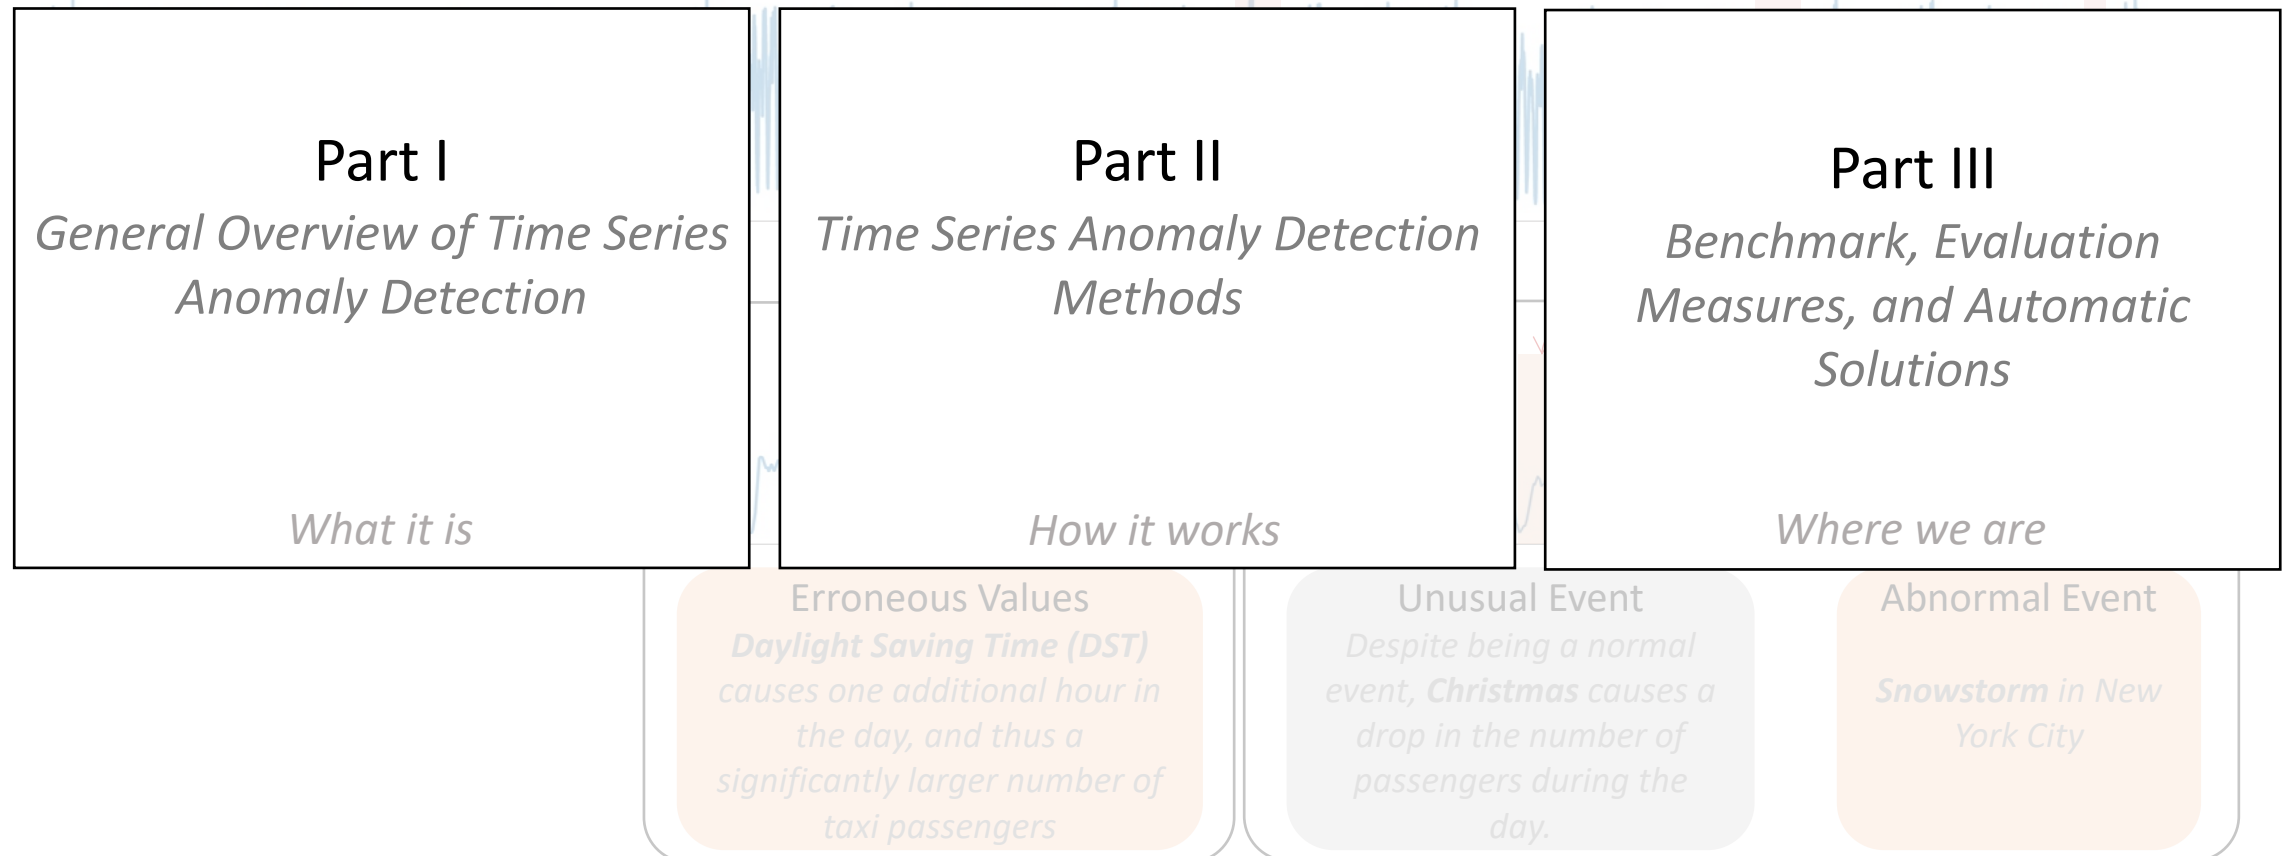 Part I
General Overview of Time Series
Anomaly Detection
What it is
Part II
Time Series Anomaly Detection
Methods
How it works
Part III
Benchmark, Evaluation
Measures, and Automatic
Solutions
Where we are
Erroneous Values
Daylight Saving Time (DST)
causes one additional hour in
the day, and thus a
significantly larger number of
taxi passengers
Unusual Event
Despite being a normal
event, Christmas causes a
drop in the number of
passengers during the
day.
Abnormal Event
Snowstorm in New
York City